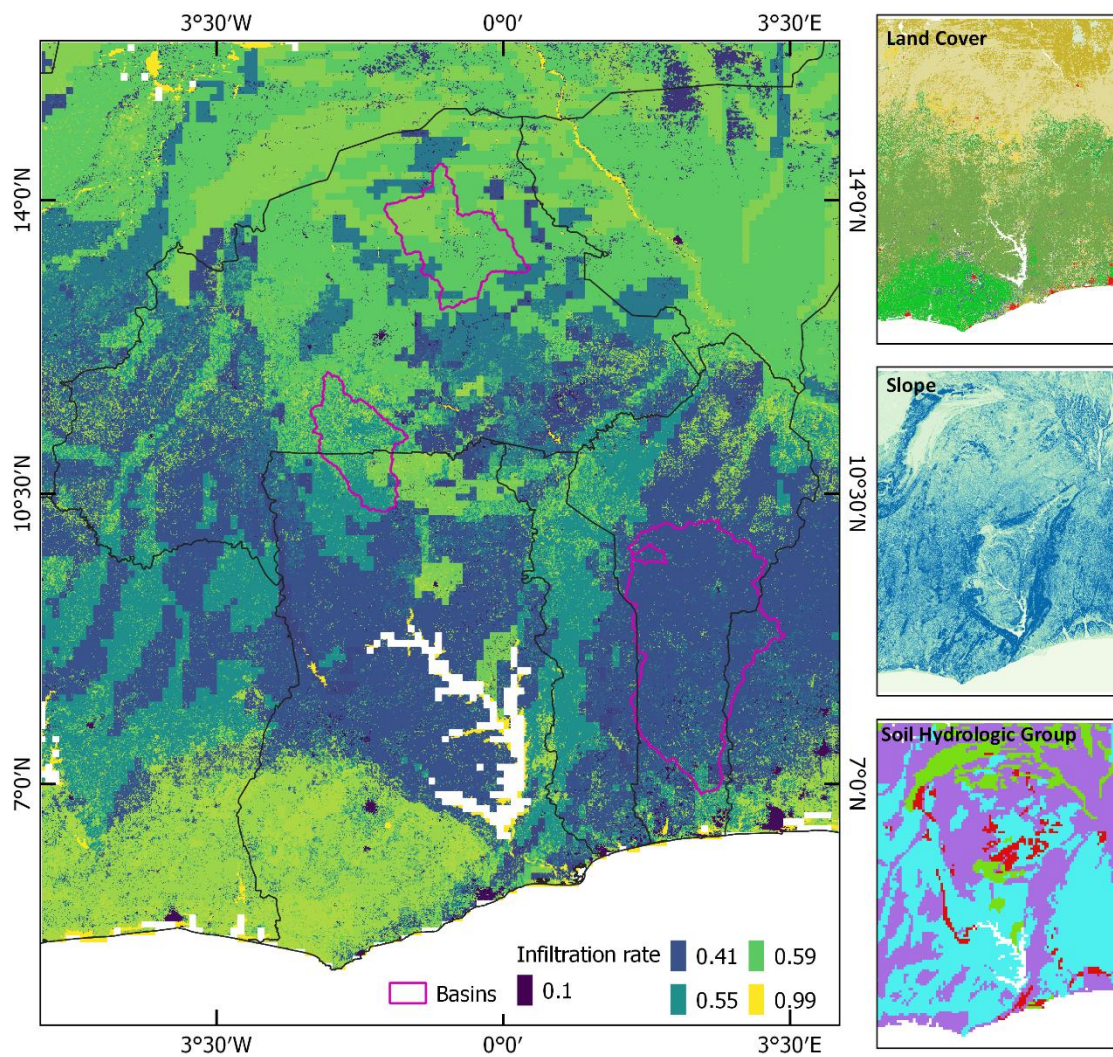 3°30′W 0°0′ 3°30′E
14°0′N
10°30′N
7°0′N
Infiltration rate
Basins
0.1
0.41
0.55
0.59
0.99
3°30′W 0°0′ 3°30′E
14°0′N
10°30′N
7°0′N
Land Cover
Slope
Soil Hydrologic Group